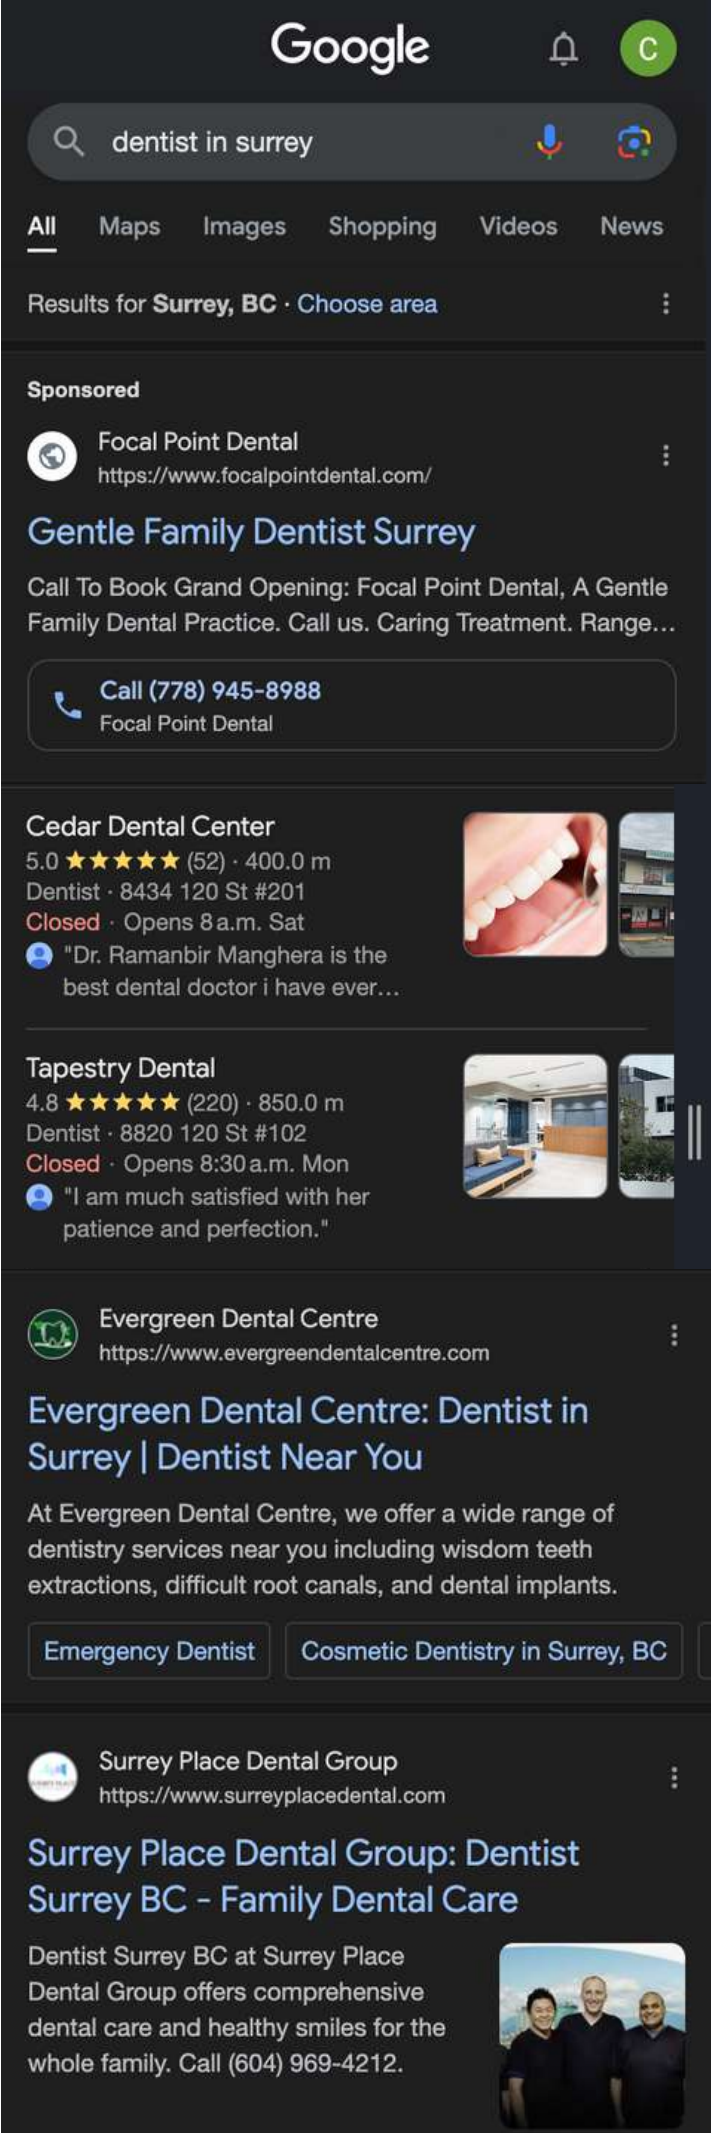 Google
C
dentist in surrey
All Maps Images Shopping Videos News
Results for Surrey, BC · Choose area
Sponsored
Focal Point Dental
https://www.focalpointdental.com/
Gentle Family Dentist Surrey
Call To Book Grand Opening: Focal Point Dental, A Gentle
Family Dental Practice. Call us. Caring Treatment. Range...
Call (778) 945-8988
Focal Point Dental
Cedar Dental Center
5.0 ★★★★★ (52) · 400.0 m
Dentist · 8434 120 St #201
Closed · Opens 8 a.m. Sat
"Dr. Ramanbir Manghera is the
best dental doctor i have ever...
Tapestry Dental
4.8 ★★★★★ (220) · 850.0 m
Dentist · 8820 120 St #102
Closed · Opens 8:30 a.m. Mon
"I am much satisfied with her
patience and perfection."
Evergreen Dental Centre
https://www.evergreendentalcentre.com
Evergreen Dental Centre: Dentist in
Surrey | Dentist Near You
At Evergreen Dental Centre, we offer a wide range of
dentistry services near you including wisdom teeth
extractions, difficult root canals, and dental implants.
Emergency Dentist Cosmetic Dentistry in Surrey, BC
Surrey Place Dental Group
https://www.surreyplacedental.com
Surrey Place Dental Group: Dentist
Surrey BC - Family Dental Care
Dentist Surrey BC at Surrey Place
Dental Group offers comprehensive
dental care and healthy smiles for the
whole family. Call (604) 969-4212.